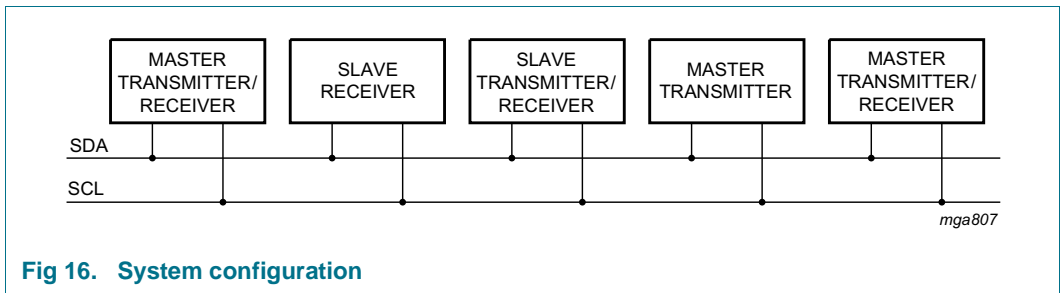 MASTER
TRANSMITTER/
RECEIVER
SLAVE
RECEIVER
SLAVE
TRANSMITTER/
RECEIVER
MASTER
TRANSMITTER
MASTER
TRANSMITTER/
RECEIVER
SDA
SCL
mga807
Fig 16. System configuration